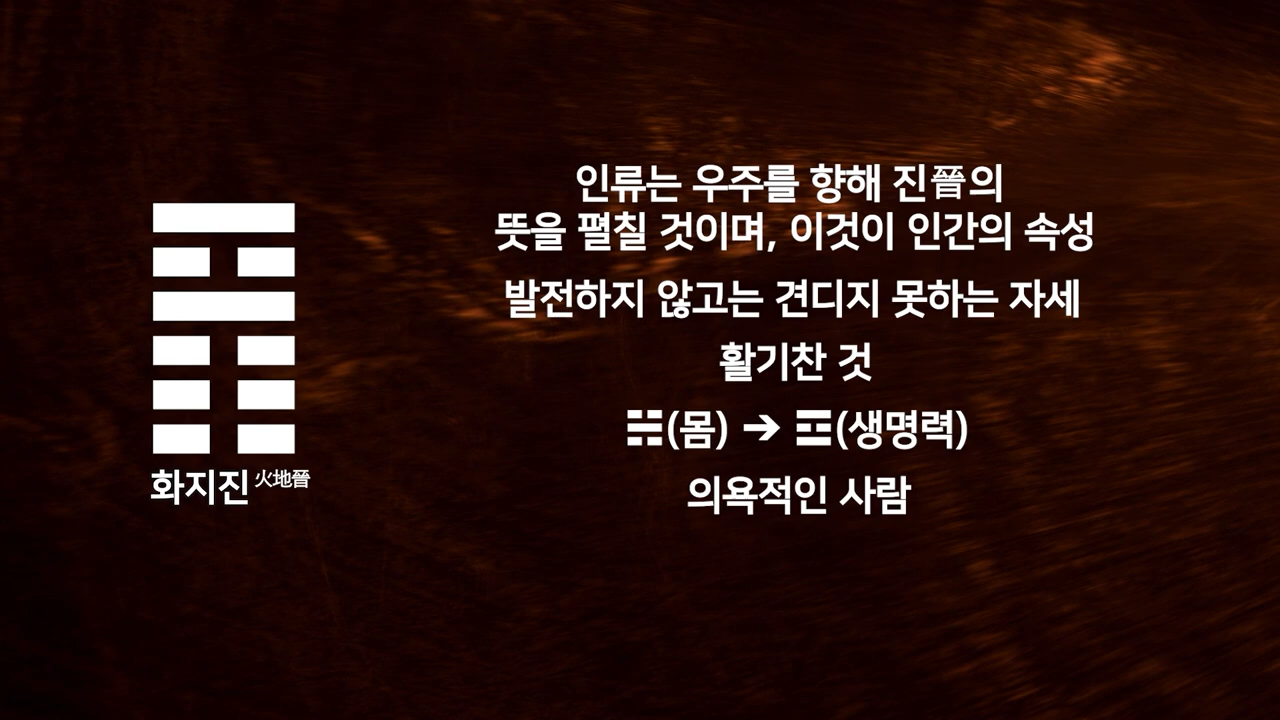 인류는 우주를 향해 진晉의
뜻을 펼칠 것이며, 이것이 인간의 속성
발전하지 않고는 견디지 못하는 자세
활기찬 것
☵(몸) ➔ ☲(생명력)
의욕적인 사람
화지진 火地晉